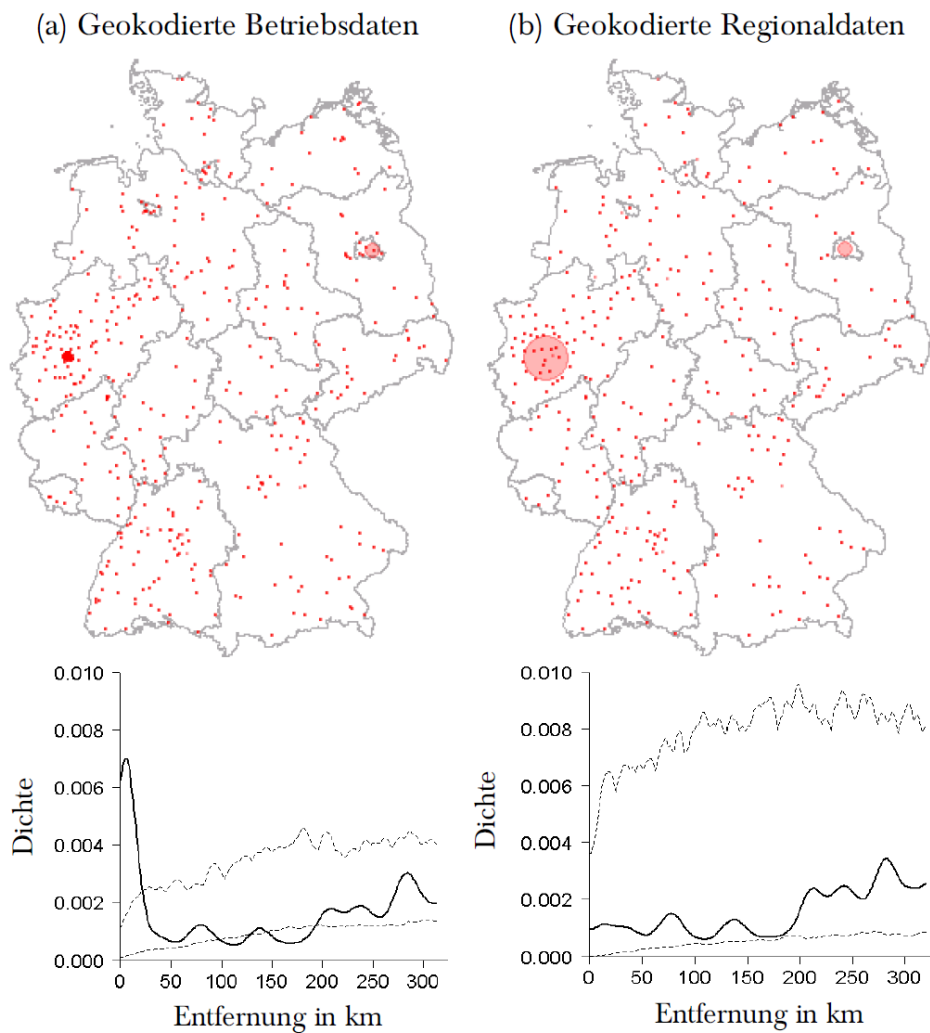 (a) Geokodierte Betriebsdaten
(b) Geokodierte Regionaldaten
0.010
0.008
0.006
0.004
0.002
0.000
Dichte
0 50 100 150 200 250 300
Entfernung in km
0.010
0.008
0.006
0.004
0.002
0.000
Dichte
0 50 100 150 200 250 300
Entfernung in km